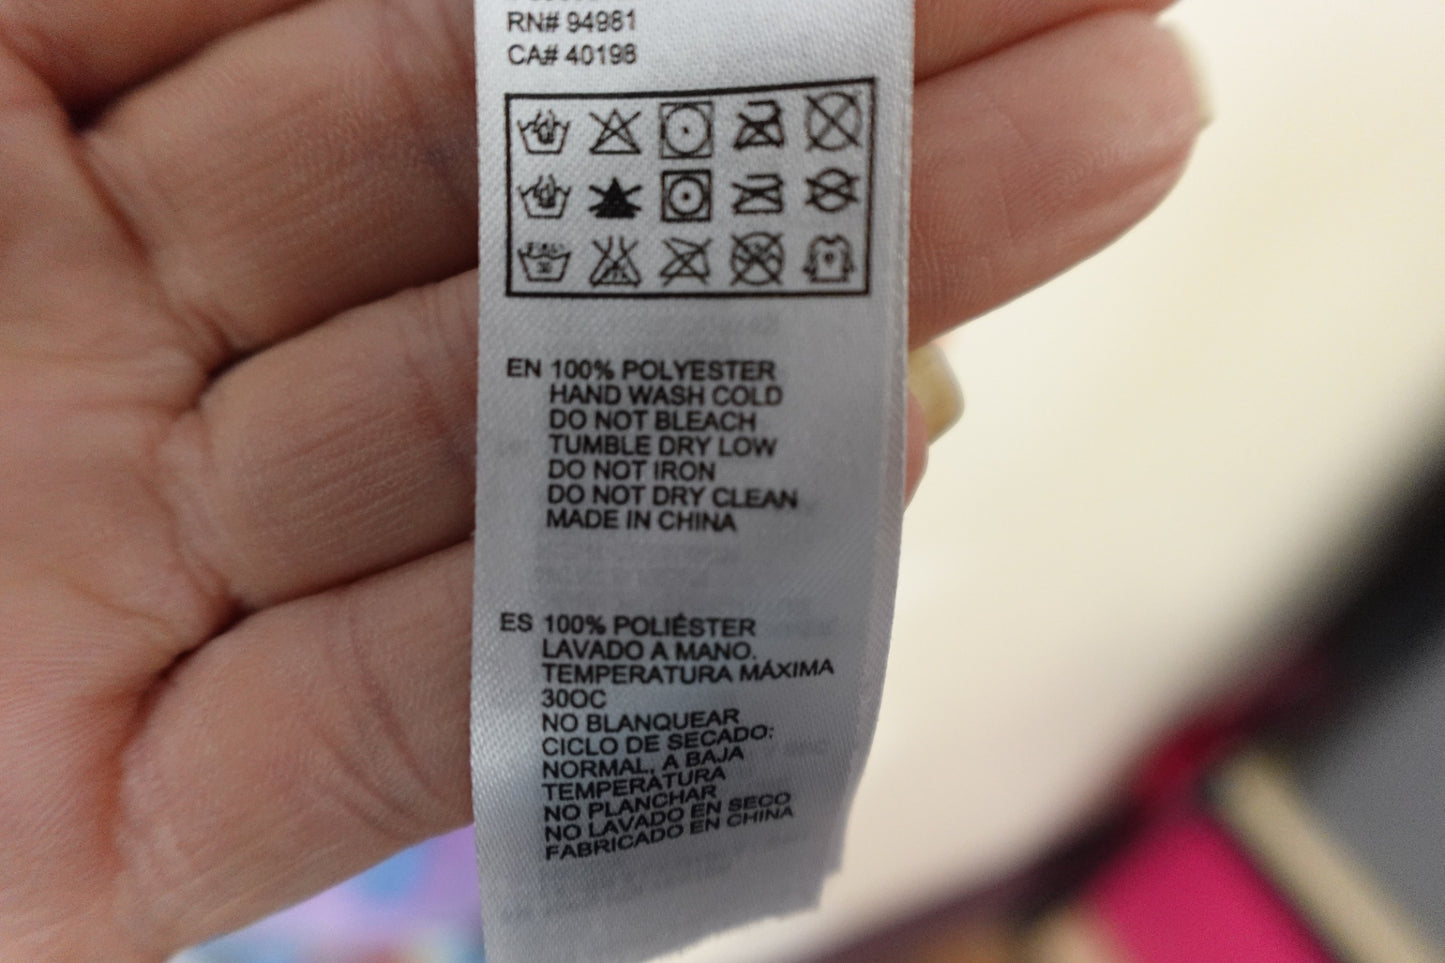 RN# 94981
CA# 40198
EN 100% POLYESTER
HAND WASH COLD
DO NOT BLEACH
TUMBLE DRY LOW
DO NOT IRON
DO NOT DRY CLEAN
MADE IN CHINA
ES 100% POLIÉSTER
LAVADO A MANO.
TEMPERATURA MÁXIMA
30OC
NO BLANQUEAR
CICLO DE SECADO:
NORMAL, A BAJA
TEMPERATURA
NO PLANCHAR
NO LAVADO EN SECO
FABRICADO EN CHINA